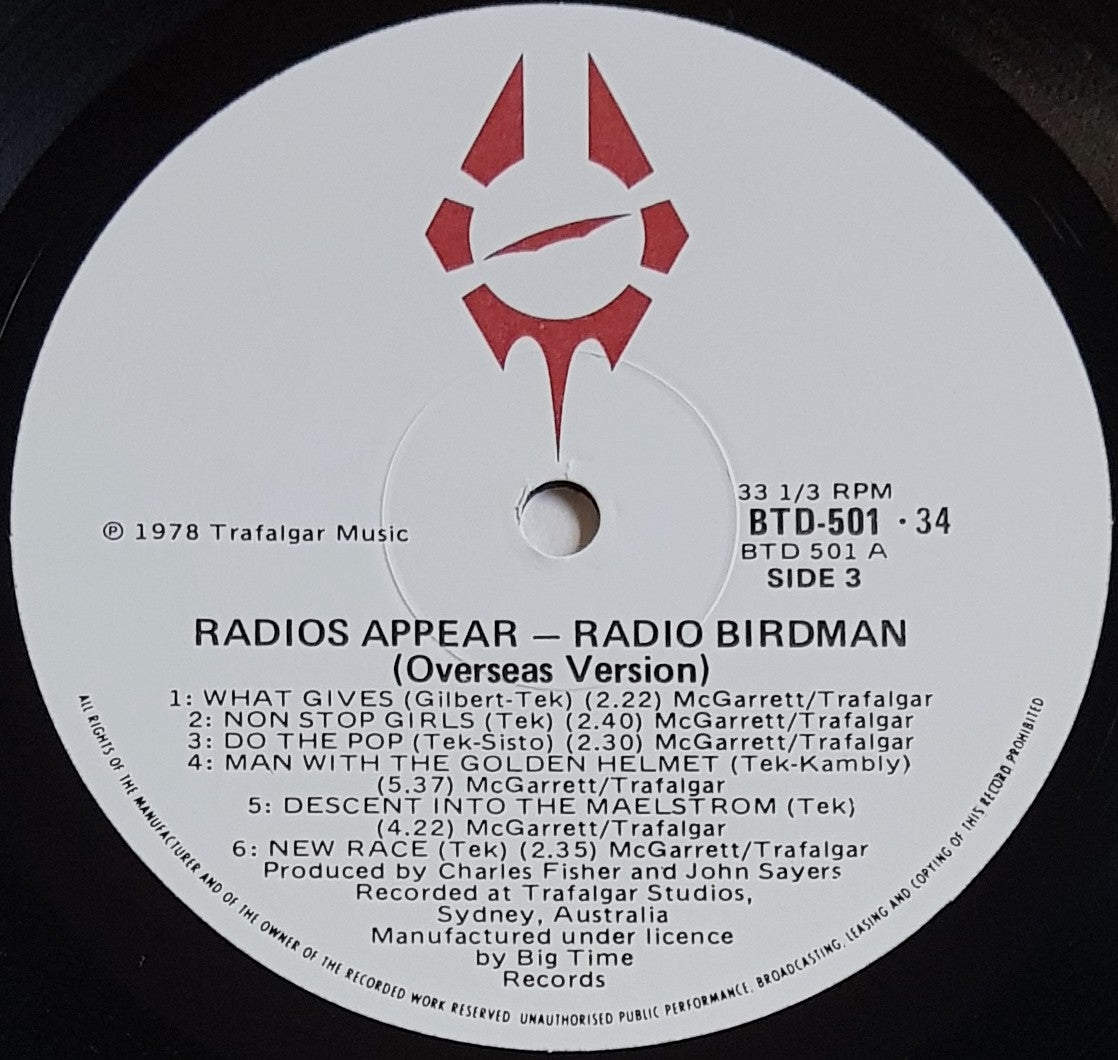 33 1/3 RPM
BTD-501 · 34
BTD 501 A
SIDE 3
℗ 1978 Trafalgar Music
RADIOS APPEAR — RADIO BIRDMAN
(Overseas Version)
1: WHAT GIVES (Gilbert-Tek) (2.22) McGarrett/Trafalgar
2: NON STOP GIRLS (Tek) (2.40) McGarrett/Trafalgar
3: DO THE POP (Tek-Sisto) (2.30) McGarrett/Trafalgar
4: MAN WITH THE GOLDEN HELMET (Tek-Kambly)
(5.37) McGarrett/Trafalgar
5: DESCENT INTO THE MAELSTROM (Tek)
(4.22) McGarrett/Trafalgar
6: NEW RACE (Tek) (2.35) McGarrett/Trafalgar
Produced by Charles Fisher and John Sayers
Recorded at Trafalgar Studios,
Sydney, Australia
Manufactured under licence
by Big Time
Records
ALL RIGHTS OF THE MANUFACTURER AND OF THE OWNER OF THE RECORDED WORK RESERVED UNAUTHORISED PUBLIC PERFORMANCE, BROADCASTING, LEASING AND COPYING OF THIS RECORD PROHIBITED